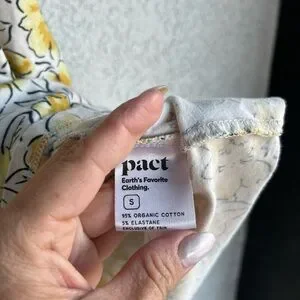 pact
Earth's Favorite
Clothing.
S
95% ORGANIC COTTON
5% ELASTANE
EXCLUSIVE OF TRIM